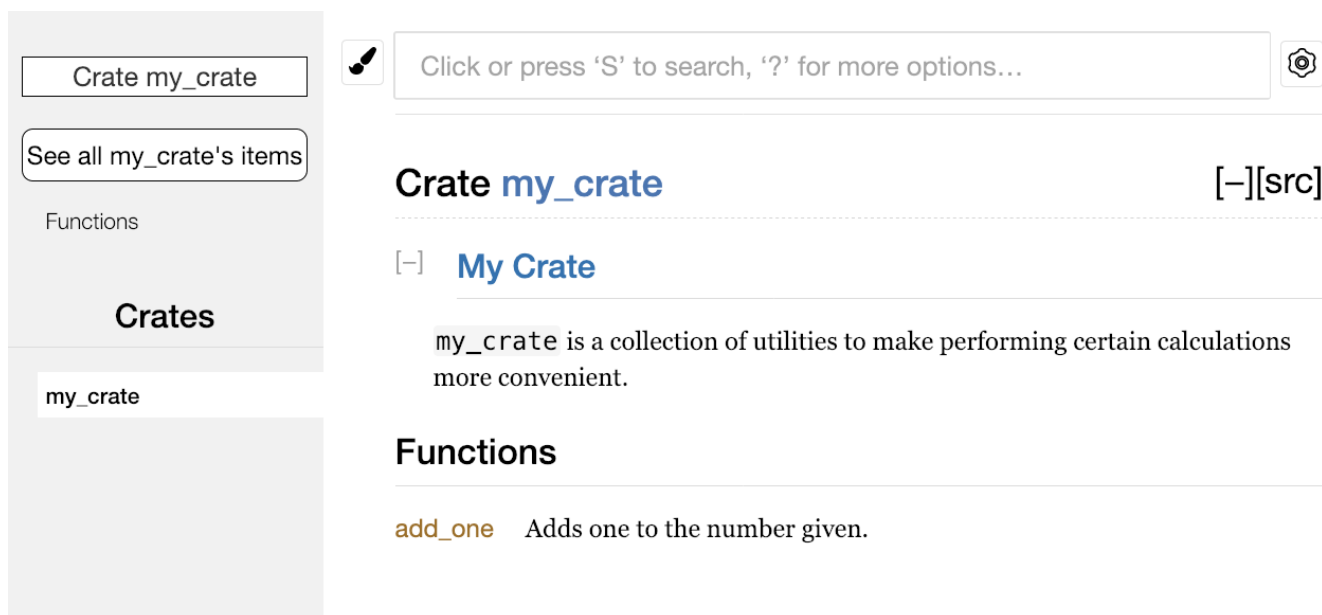 Crate my_crate
See all my_crate's items
Functions
Crates
my_crate
Click or press ‘S’ to search, ‘?’ for more options…
Crate my_crate
[−][src]
[−] My Crate
my_crate is a collection of utilities to make performing certain calculations
more convenient.
Functions
add_one Adds one to the number given.